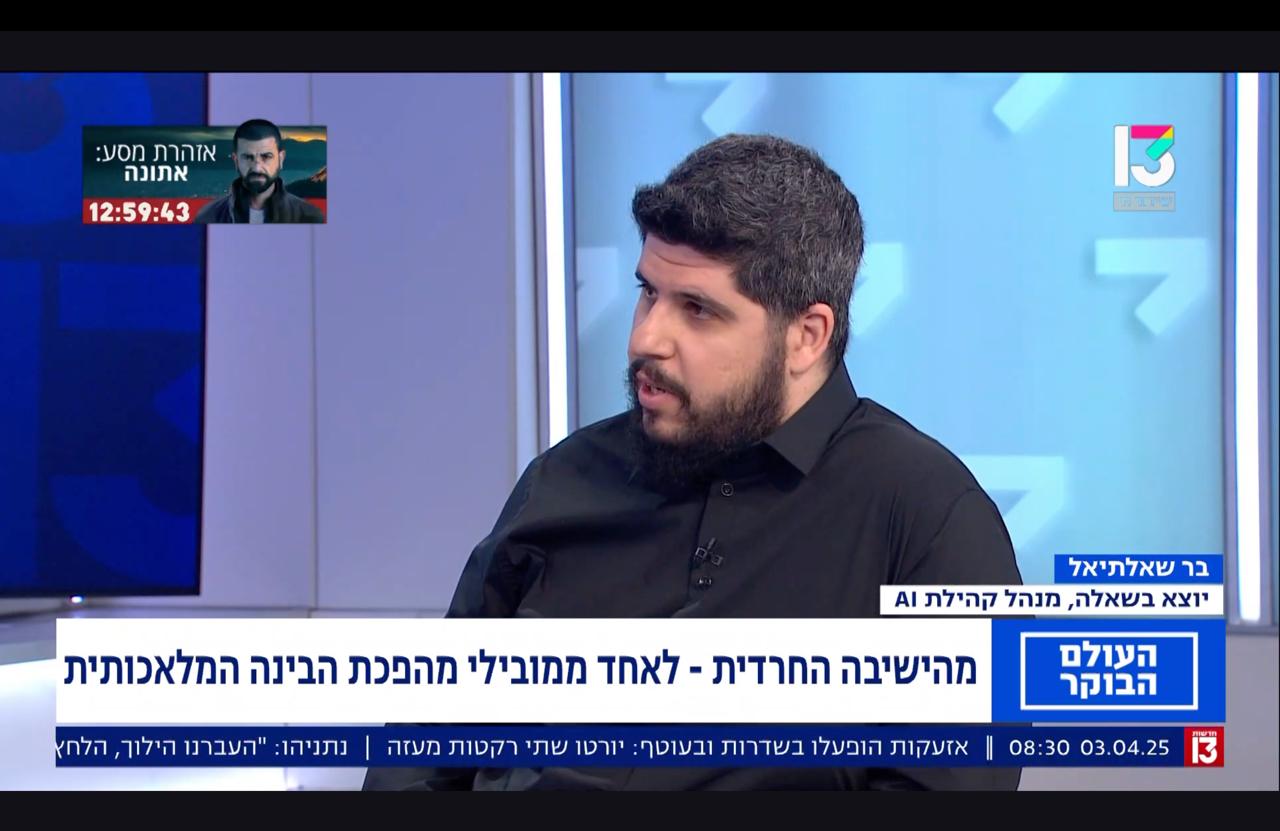 אזהרת מסע:
אתונה
12:59:43
13
בר שאלתיאל
יוצא בשאלה, מנהל קהילת AI
העולם
הבוקר
מהישיבה החרדית - לאחד ממובילי מהפכת הבינה המלאכותית
חדשות
13
03.04.25 08:30 || אזעקות הופעלו בשדרות ובעוטף: יורטו שתי רקטות מעזה | נתניהו: "העברנו הילוך, הלחץ